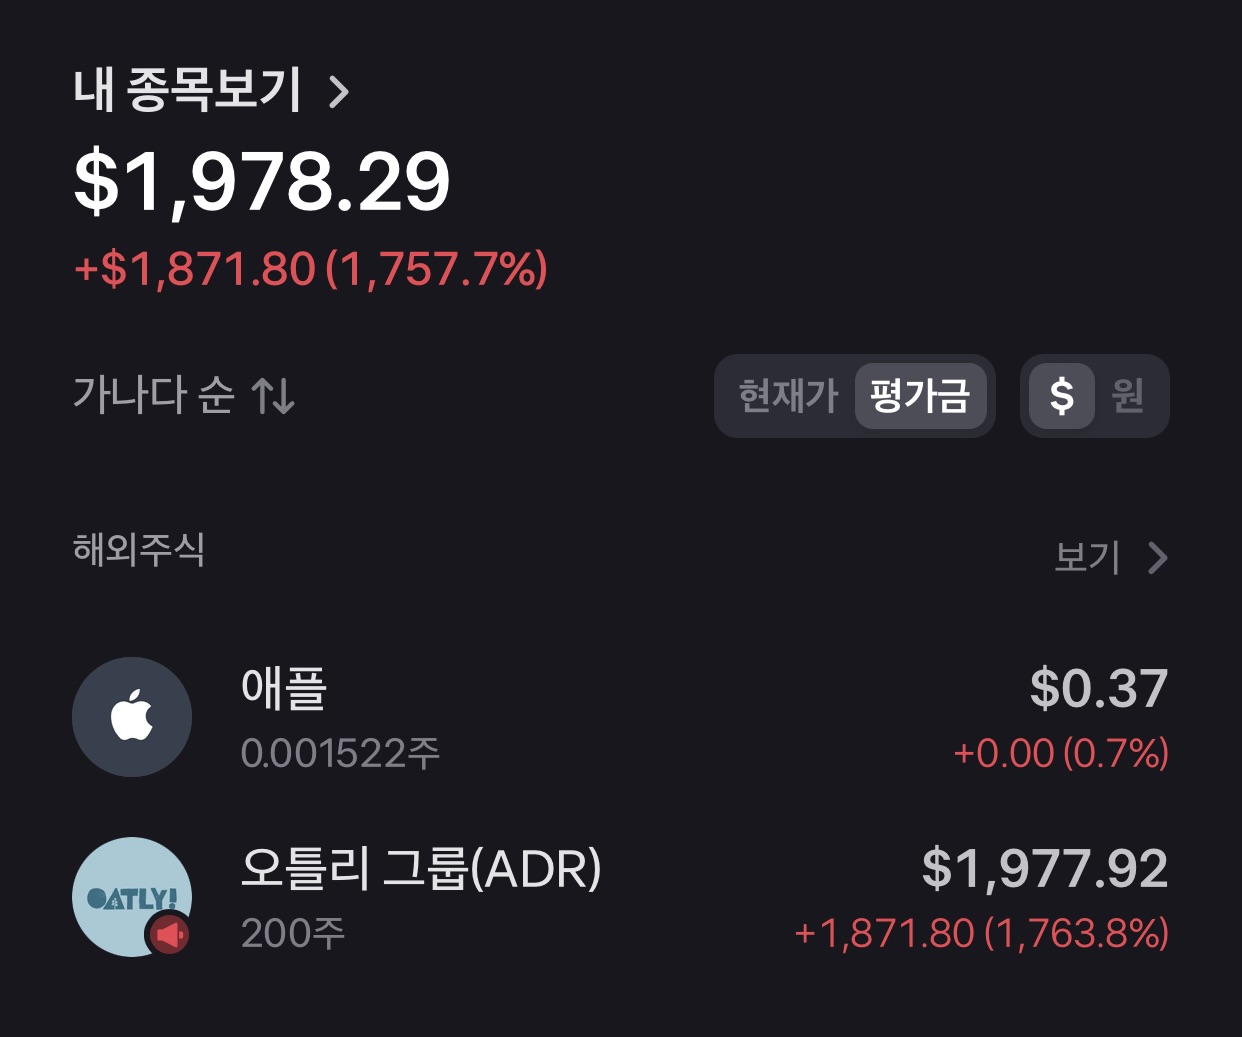 내 종목보기
$1,978.29
+$1,871.80 (1,757.7%)
가나다 순 현재가 평가금 $ 원
해외주식 보기
애플 $0.37
0.001522주 +0.00 (0.7%)
오틀리 그룹(ADR) $1,977.92
OATLY!
200주 +1,871.80 (1,763.8%)